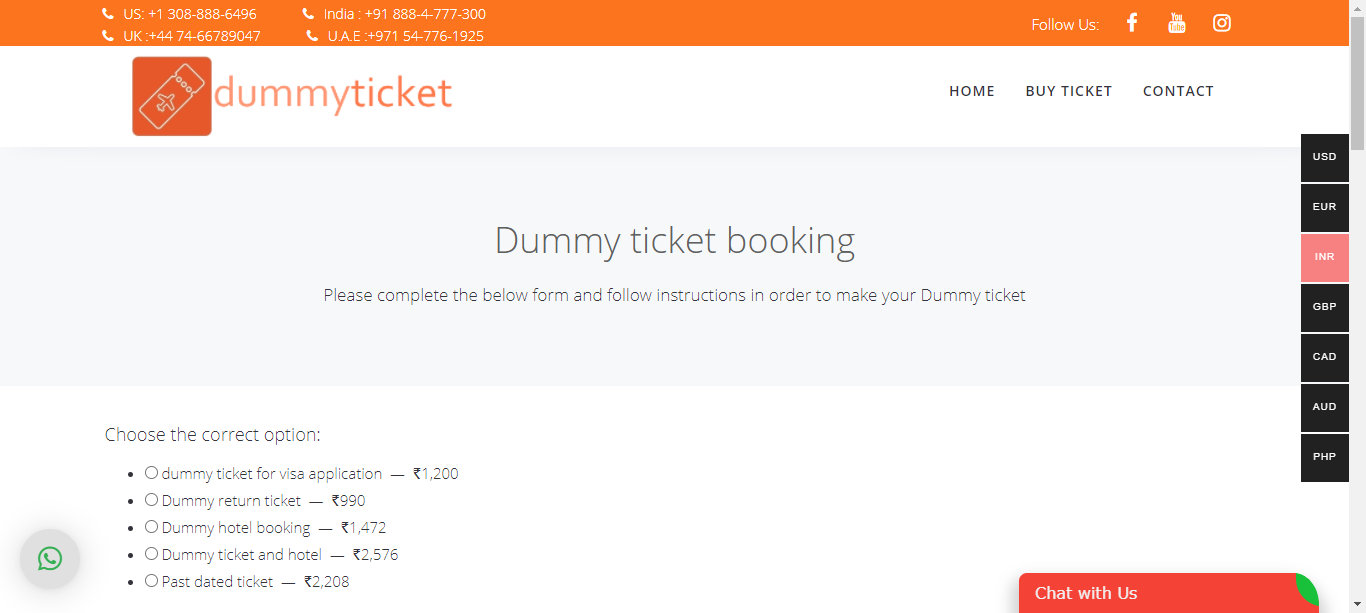 US: +1 308-888-6496
India : +91 888-4-777-300
Follow Us:
You
Tube
UK :+44 74-66789047
U.A.E :+971 54-776-1925
dummyticket
HOME
BUY TICKET
CONTACT
USD
EUR
INR
GBP
CAD
AUD
PHP
Dummy ticket booking
Please complete the below form and follow instructions in order to make your Dummy ticket
Choose the correct option:
dummy ticket for visa application — ₹1,200
Dummy return ticket — ₹990
Dummy hotel booking — ₹1,472
Dummy ticket and hotel — ₹2,576
Past dated ticket — ₹2,208
Chat with Us